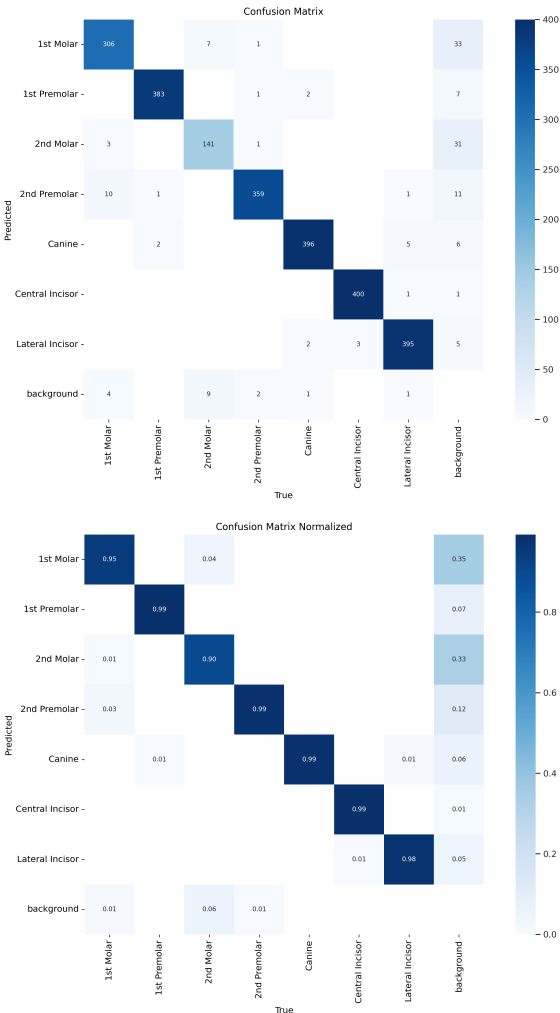 Confusion Matrix
1st Molar 306 7 1 33
1st Premolar 383 1 2 7
2nd Molar 3 141 1 31
2nd Premolar 10 1 359 1 11
Canine 2 396 5 6
Central Incisor 400 1 1
Lateral Incisor 2 3 395 5
background 4 9 2 1 1
Predicted
1st Molar 1st Premolar 2nd Molar 2nd Premolar Canine Central Incisor Lateral Incisor background
True
400
350
300
250
200
150
100
50
0
Confusion Matrix Normalized
1st Molar 0.95 0.04 0.35
1st Premolar 0.99 0.07
2nd Molar 0.01 0.90 0.33
2nd Premolar 0.03 0.99 0.12
Canine 0.01 0.99 0.01 0.06
Central Incisor 0.99 0.01
Lateral Incisor 0.01 0.98 0.05
background 0.01 0.06 0.01
Predicted
1st Molar 1st Premolar 2nd Molar 2nd Premolar Canine Central Incisor Lateral Incisor background
True
0.8
0.6
0.4
0.2
0.0